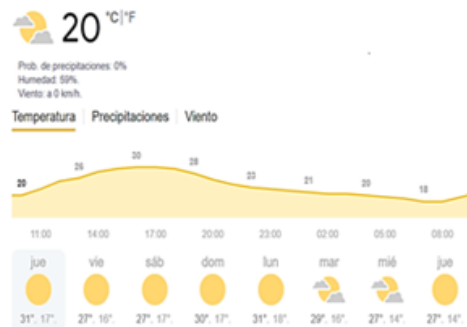 20 °C|°F
Prob. de precipitaciones: 0%
Humedad: 59%.
Viento: a 0 km/h.
Temperatura | Precipitaciones | Viento
20 26 30 28 23 21 20 18
11:00 14:00 17:00 20:00 23:00 02:00 05:00 08:00
jue vie sáb dom lun mar mié jue
31°. 17°. 27°. 16°. 27°. 17°. 30°. 17°. 31°. 18°. 29°. 16°. 27°. 14°. 27°. 14°.